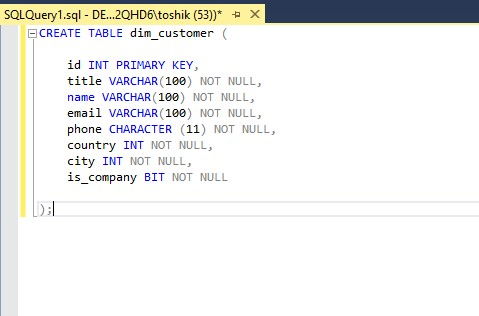 SQLQuery1.sql - DE...2QHD6\toshik (53))*
CREATE TABLE dim_customer (
id INT PRIMARY KEY,
title VARCHAR(100) NOT NULL,
name VARCHAR(100) NOT NULL,
email VARCHAR(100) NOT NULL,
phone CHARACTER (11) NOT NULL,
country INT NOT NULL,
city INT NOT NULL,
is_company BIT NOT NULL
);